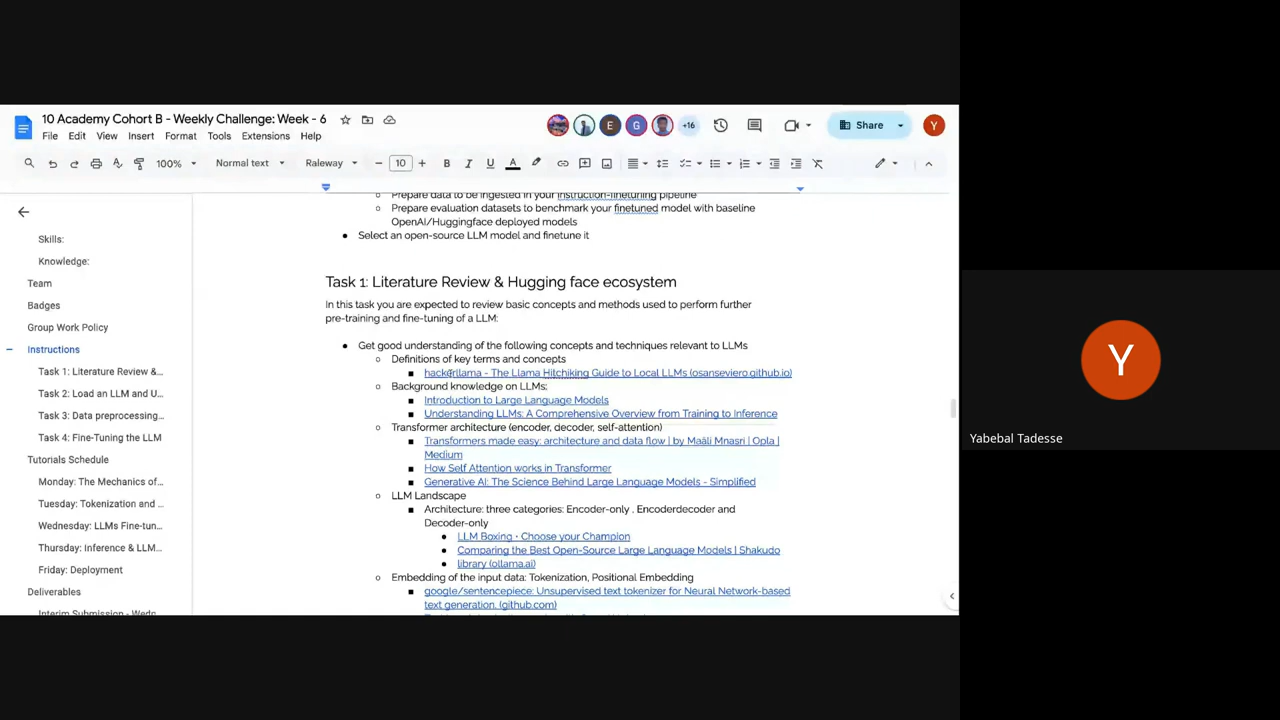 10 Academy Cohort B - Weekly Challenge: Week - 6
File Edit View Insert Format Tools Extensions Help
E G +16 Share Y
100% Normal text Raleway 10 B I U A
Skills:
Knowledge:
Team
Badges
Group Work Policy
Instructions
Task 1: Literature Review &...
Task 2: Load an LLM and U...
Task 3: Data preprocessing...
Task 4: Fine-Tuning the LLM
Tutorials Schedule
Monday: The Mechanics of...
Tuesday: Tokenization and ...
Wednesday: LLMs Fine-tun...
Thursday: Inference & LLM...
Friday: Deployment
Deliverables
Interim Submission - Wedn...
Prepare data to be ingested in your instruction-finetuning pipeline
Prepare evaluation datasets to benchmark your finetuned model with baseline
OpenAI/Huggingface deployed models
Select an open-source LLM model and finetune it
Task 1: Literature Review & Hugging face ecosystem
In this task you are expected to review basic concepts and methods used to perform further
pre-training and fine-tuning of a LLM:
Get good understanding of the following concepts and techniques relevant to LLMs
Definitions of key terms and concepts
hackerllama - The Llama Hitchiking Guide to Local LLMs (osanseviero.github.io)
Background knowledge on LLMs:
Introduction to Large Language Models
Understanding LLMs: A Comprehensive Overview from Training to Inference
Transformer architecture (encoder, decoder, self-attention)
Transformers made easy: architecture and data flow | by Maâli Mnasri | Opla |
Medium
How Self Attention works in Transformer
Generative AI: The Science Behind Large Language Models - Simplified
LLM Landscape
Architecture: three categories: Encoder-only , Encoderdecoder and
Decoder-only
LLM Boxing - Choose your Champion
Comparing the Best Open-Source Large Language Models | Shakudo
library (ollama.ai)
Embedding of the input data: Tokenization, Positional Embedding
google/sentencepiece: Unsupervised text tokenizer for Neural Network-based
text generation. (github.com)
Y
Yabebal Tadesse